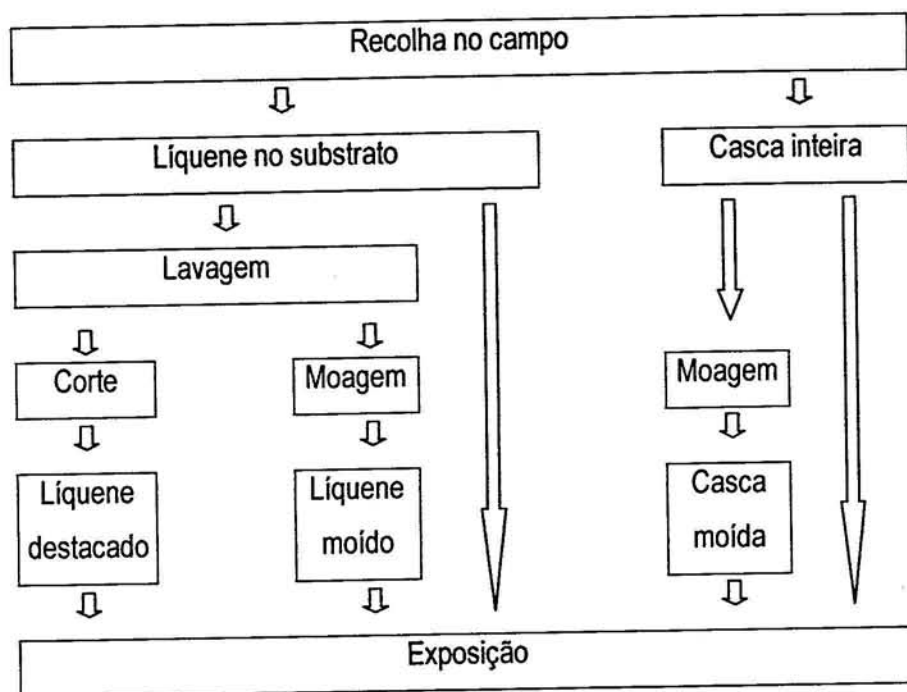 Recolha no campo
Líquene no substrato
Casca inteira
Lavagem
Corte
Moagem
Moagem
Líquene
destacado
Líquene
moído
Casca
moída
Exposição